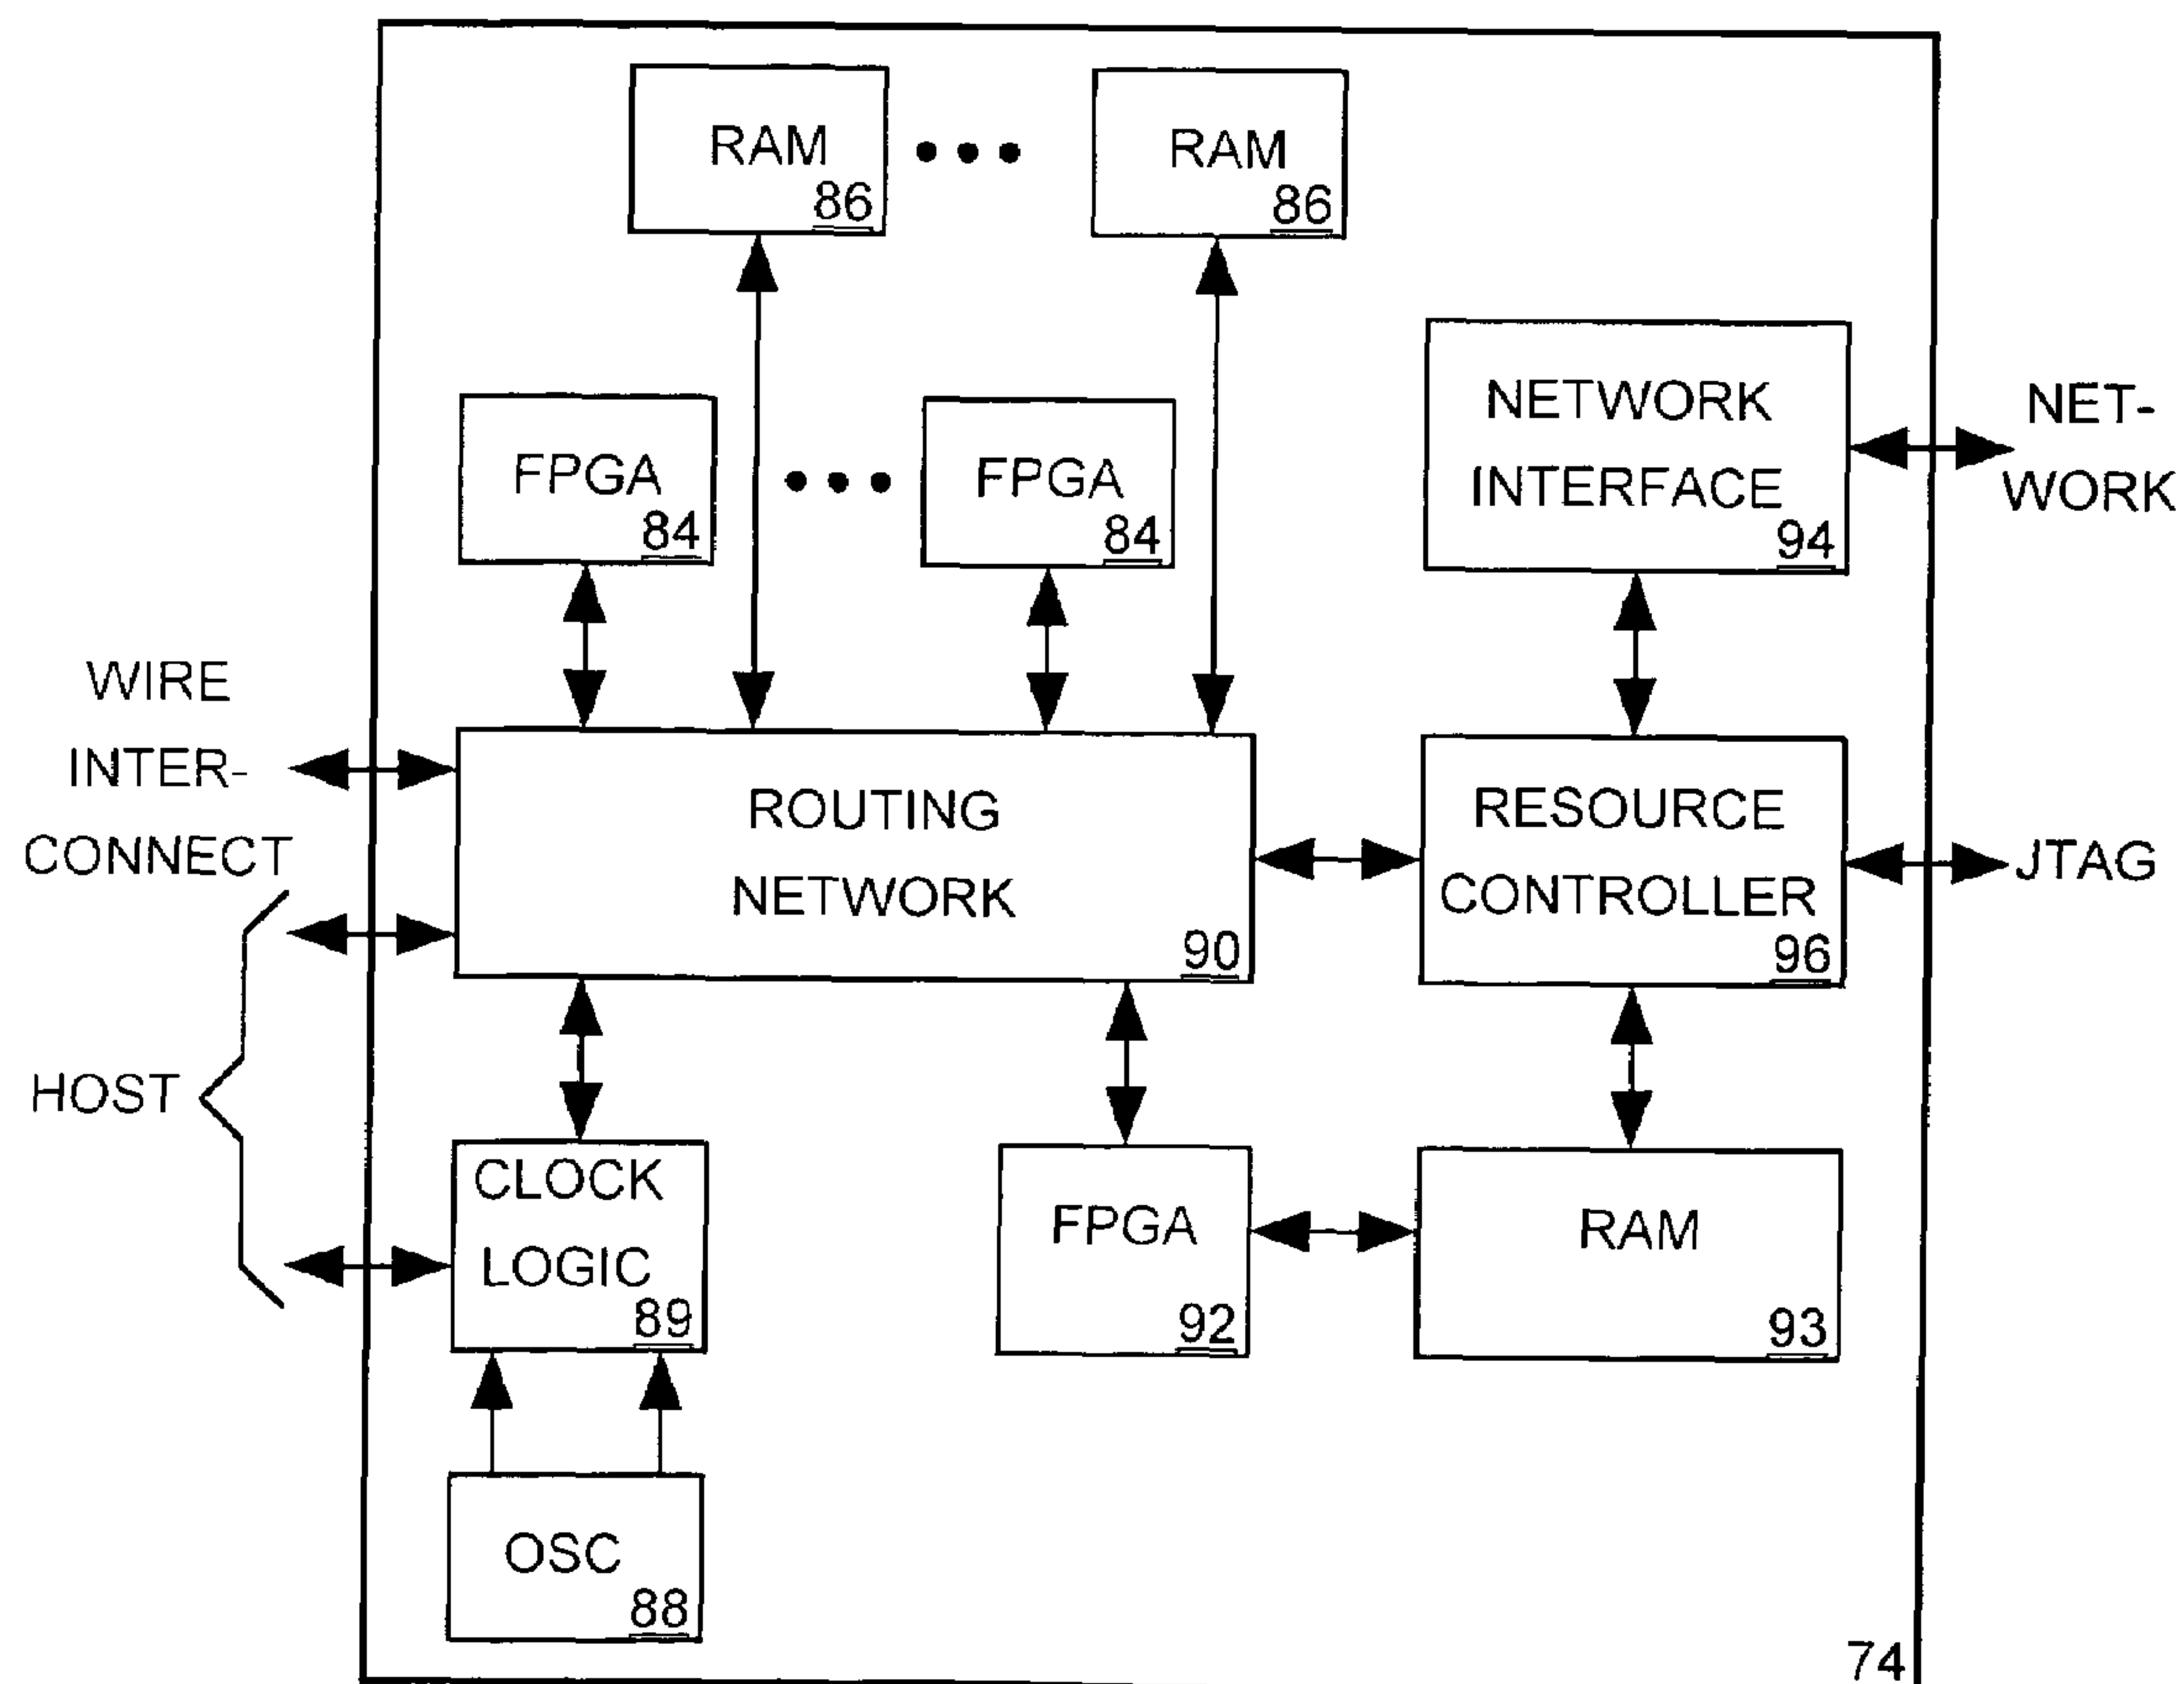 RAM
86
RAM
86
FPGA
84
FPGA
84
NETWORK
INTERFACE
94
NET-
WORK
WIRE
INTER-
CONNECT
ROUTING
NETWORK
90
RESOURCE
CONTROLLER
96
JTAG
HOST
CLOCK
LOGIC
89
FPGA
92
RAM
93
OSC
88
74